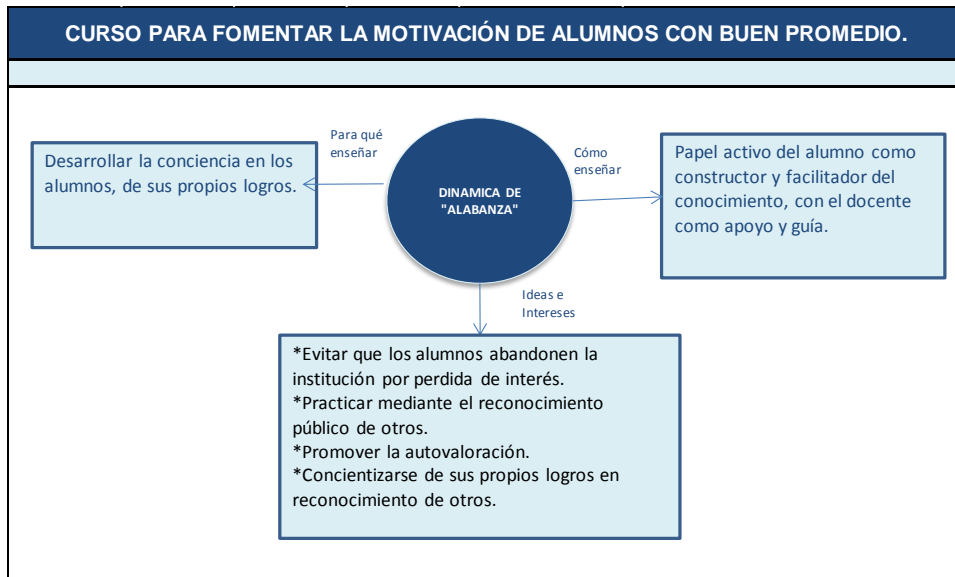 CURSO PARA FOMENTAR LA MOTIVACIÓN DE ALUMNOS CON BUEN PROMEDIO.
Para qué
enseñar
Desarrollar la conciencia en los
alumnos, de sus propios logros.
DINAMICA DE
"ALABANZA"
Cómo
enseñar
Papel activo del alumno como
constructor y facilitador del
conocimiento, con el docente
como apoyo y guía.
Ideas e
Intereses
*Evitar que los alumnos abandonen la
institución por perdida de interés.
*Practicar mediante el reconocimiento
público de otros.
*Promover la autovaloración.
*Concientizarse de sus propios logros en
reconocimiento de otros.